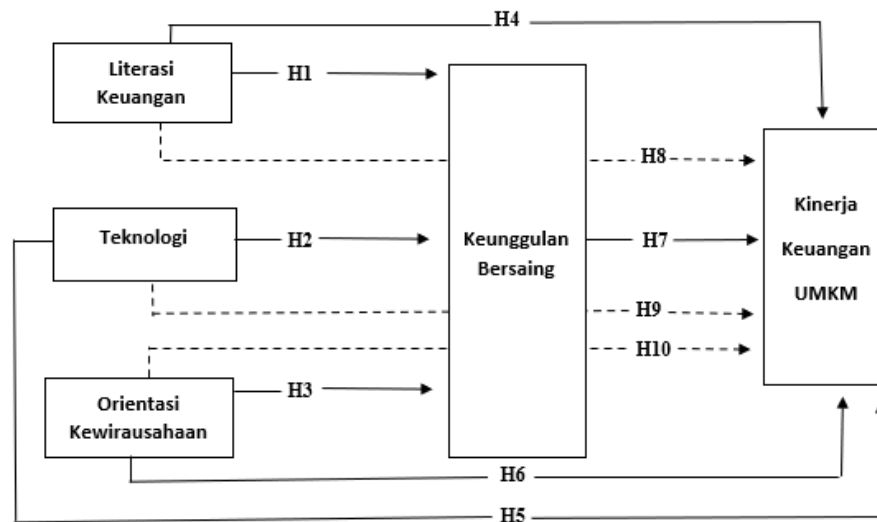 H4
Literasi
Keuangan
H1
H8
Kinerja
Keuangan
UMKM
Teknologi
H2
Keunggulan
Bersaing
H7
H9
H10
Orientasi
Kewirausahaan
H3
H6
H5